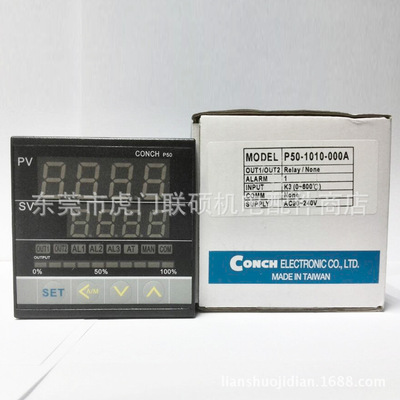 CONCH P50
PV
SV
OUT1 OUT2 AL1 AL2 AL3 AT MAN COM
OUTPUT
0% 50% 100%
SET A/M
MODEL P50-1010-000A
OUT1/OUT2 Relay / None
ALARM 1
INPUT K3 (0~600℃)
COMM None
SUPPLY AC90~240V
CONCH ELECTRONIC CO., LTD.
MADE IN TAIWAN
东莞市虎门联硕机电配件商店
lianshuojidian.1688.com